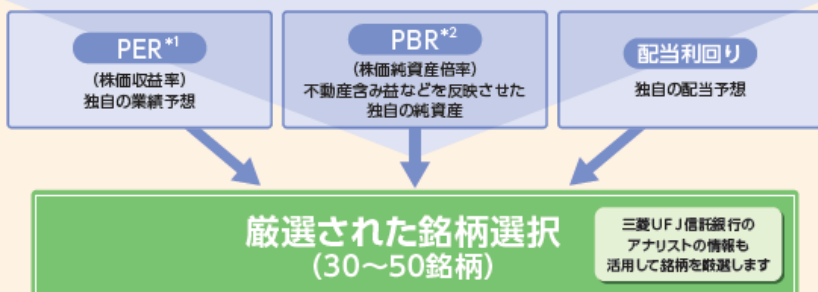 PER*1
(株価収益率)
独自の業績予想
PBR*2
(株価純資産倍率)
不動産含み益などを反映させた
独自の純資産
配当利回り
独自の配当予想
厳選された銘柄選択
(30～50銘柄)
三菱UFJ信託銀行の
アナリストの情報も
活用して銘柄を厳選します